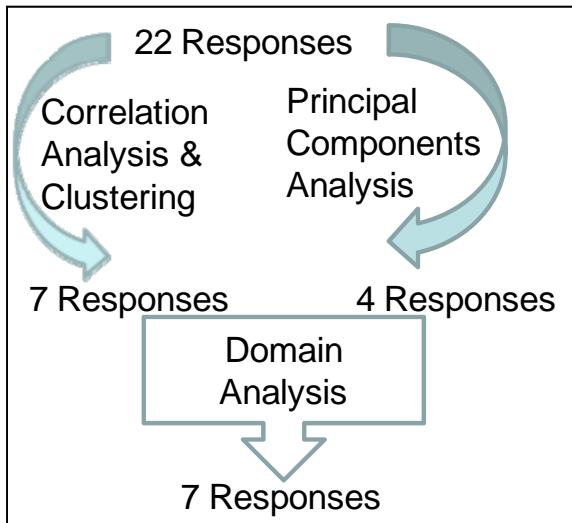 22 Responses
Correlation
Analysis &
Clustering
Principal
Components
Analysis
7 Responses
4 Responses
Domain
Analysis
7 Responses